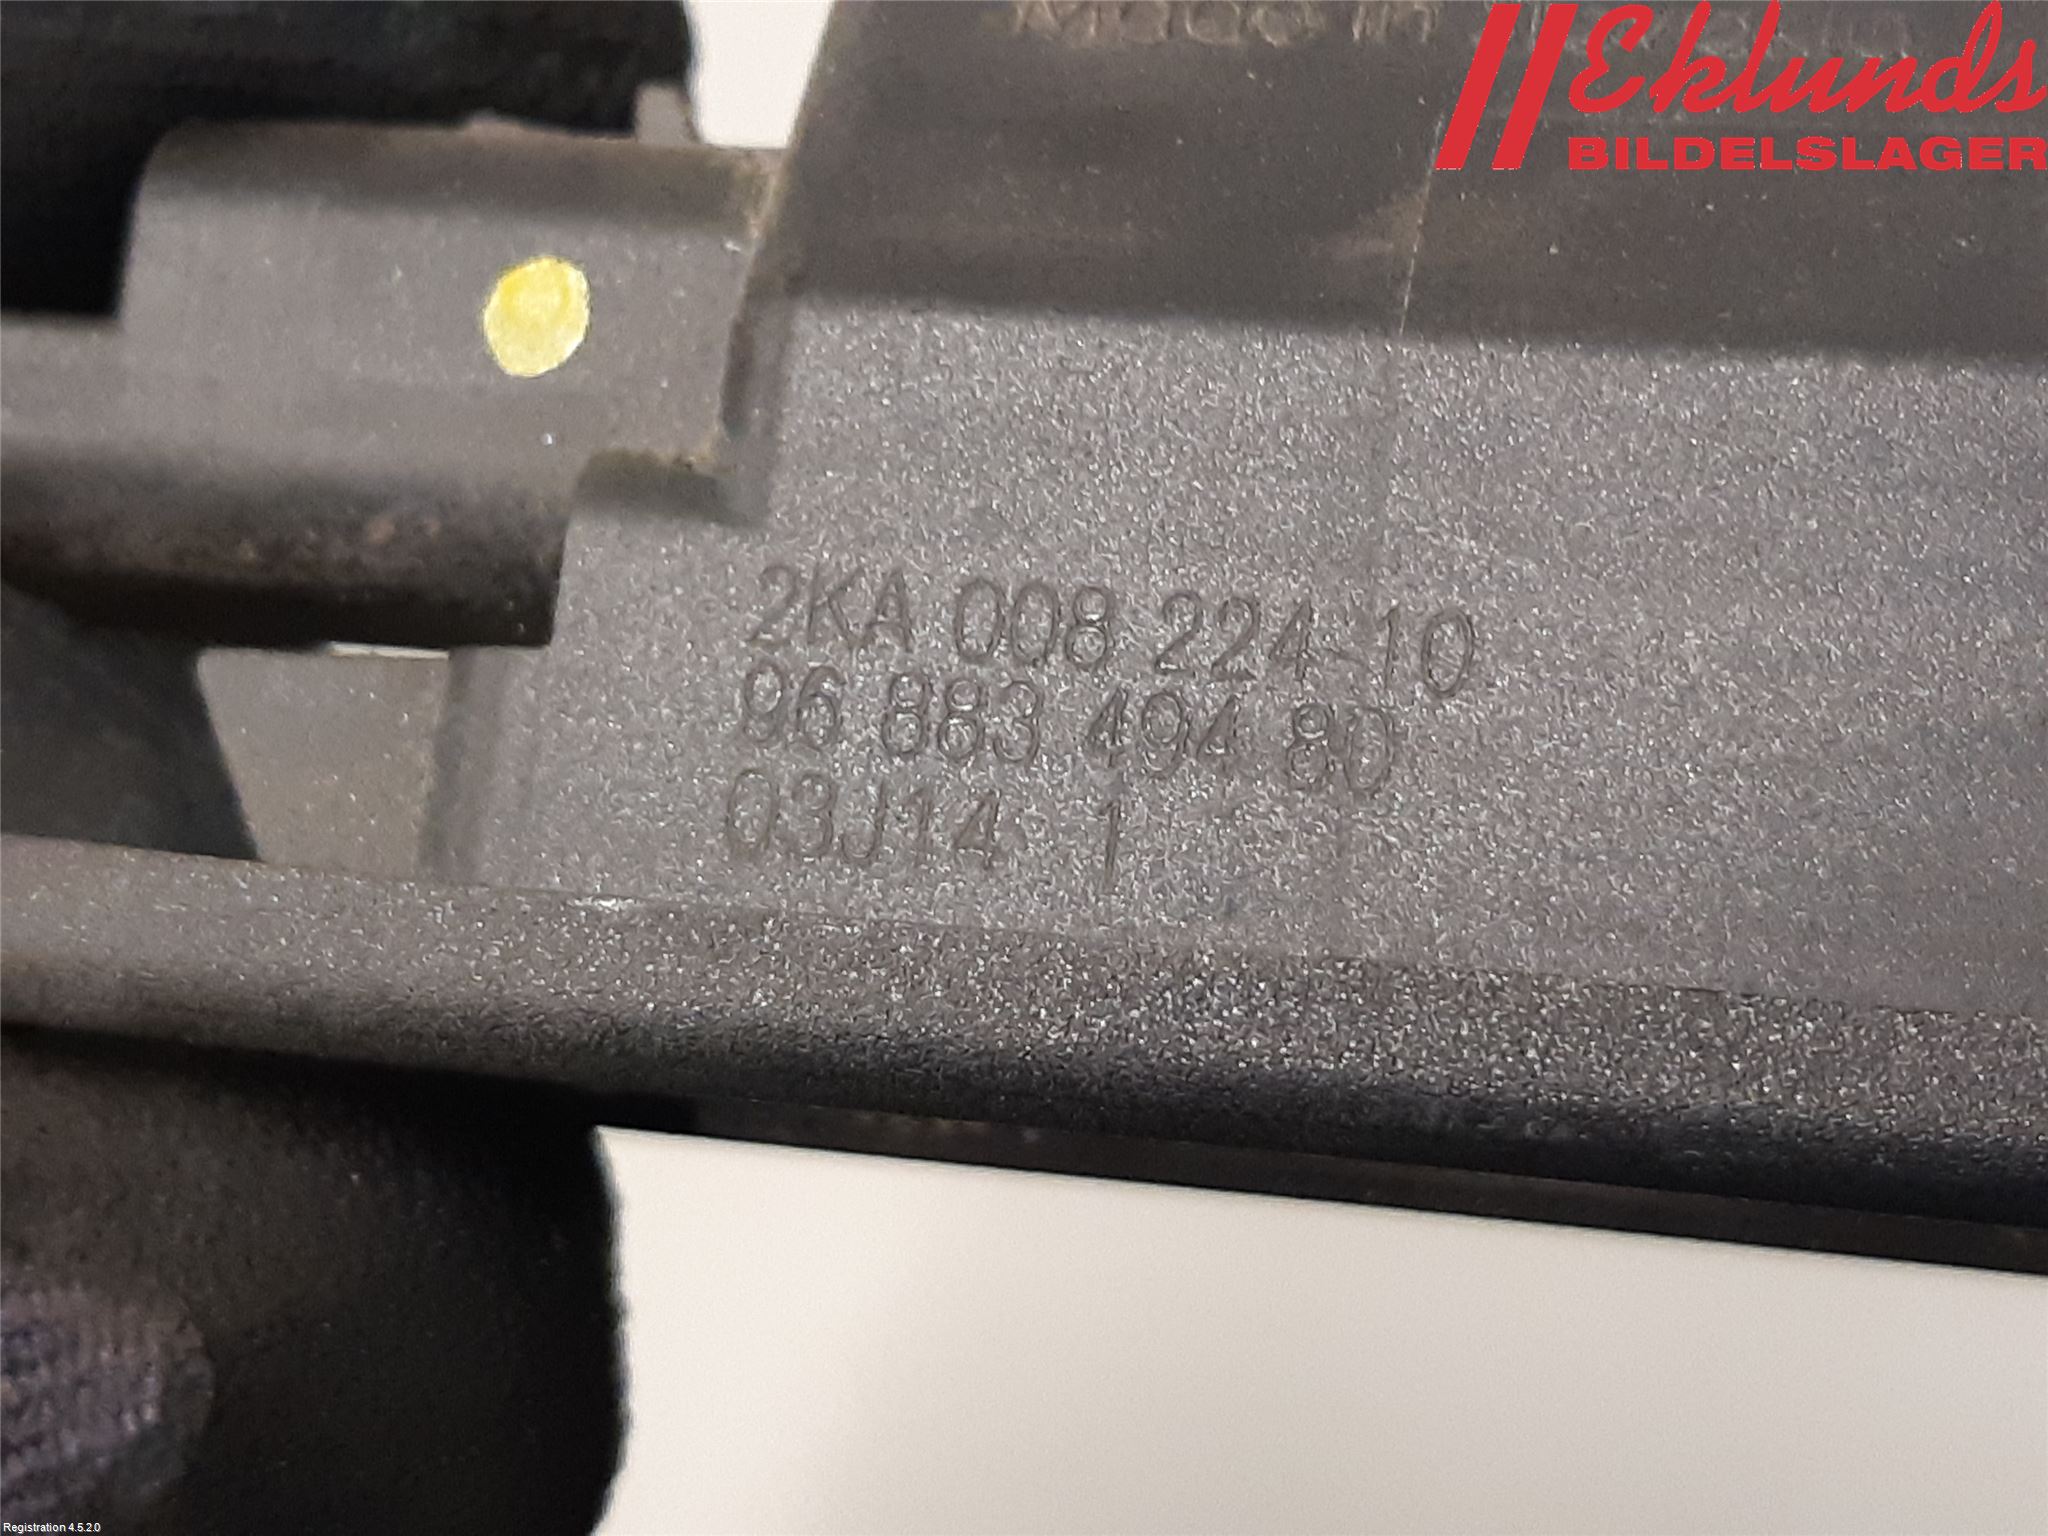 Eklunds
BILDELSLAGER
2KA 008 224-10
96 883 494 80
03J14 1
Registration 4.5.2.0